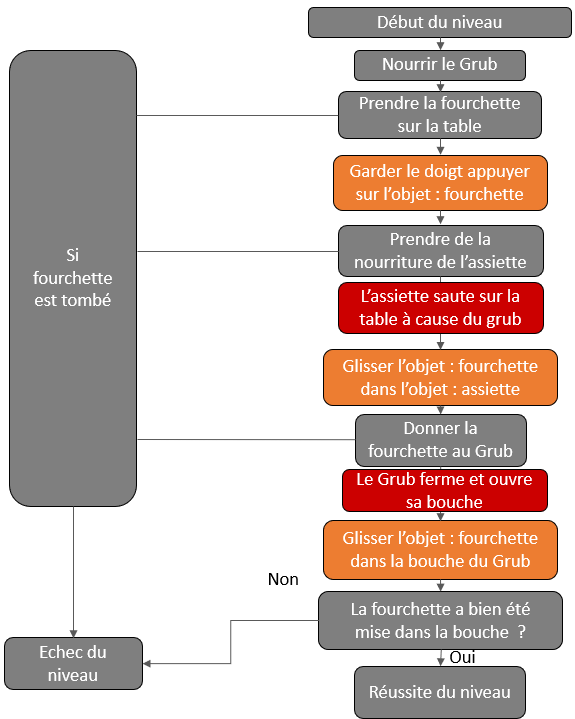 Début du niveau
Nourrir le Grub
Prendre la fourchette
sur la table
Garder le doigt appuyer
sur l'objet : fourchette
Prendre de la
nourriture de l'assiette
L'assiette saute sur la
table à cause du grub
Glisser l'objet : fourchette
dans l'objet : assiette
Donner la
fourchette au Grub
Le Grub ferme et ouvre
sa bouche
Glisser l'objet : fourchette
dans la bouche du Grub
La fourchette a bien été
mise dans la bouche ?
Oui
Réussite du niveau
Non
Si
fourchette
est tombé
Echec du
niveau